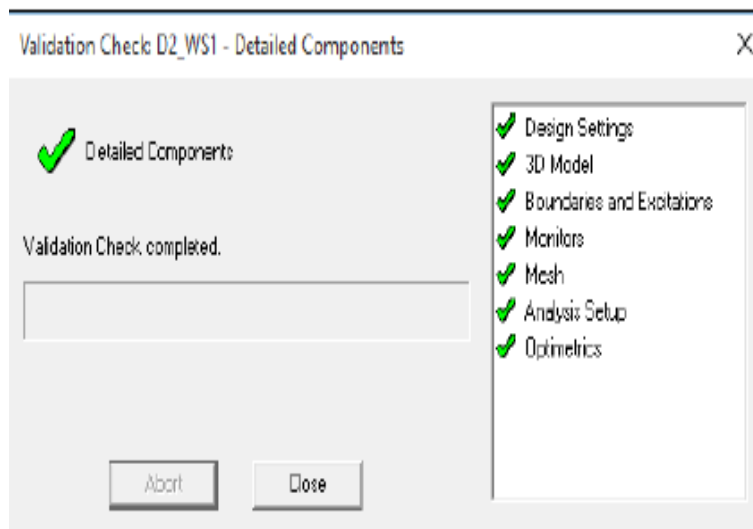 Validation Check: D2_WS1 - Detailed Components
Detailed Components
Validation Check completed.
Abort
Close
Design Settings
3D Model
Boundaries and Excitations
Monitors
Mesh
Analysis Setup
Optimetrics